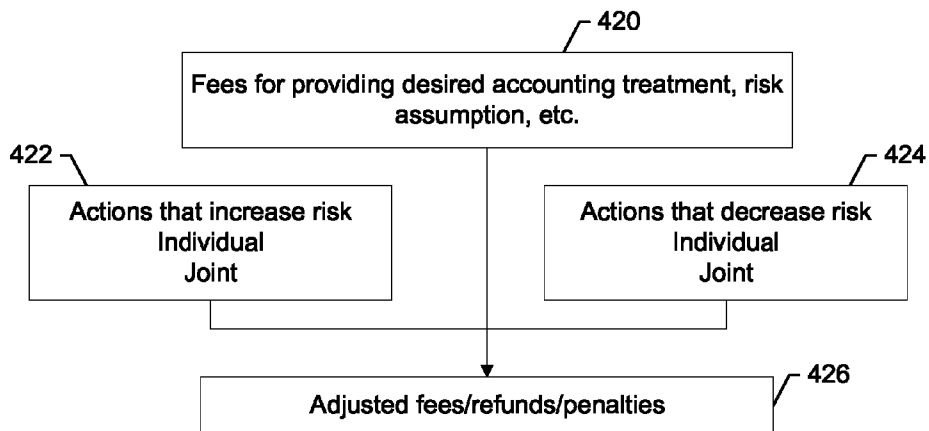 420
Fees for providing desired accounting treatment, risk
assumption, etc.
422
424
Actions that increase risk
Individual
Joint
Actions that decrease risk
Individual
Joint
426
Adjusted fees/refunds/penalties